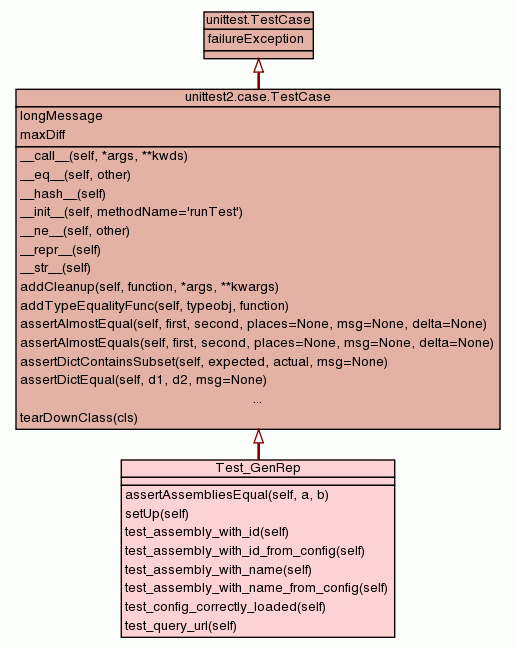 unittest.TestCase
failureException
unittest2.case.TestCase
longMessage
maxDiff
__call__(self, *args, **kwds)
__eq__(self, other)
__hash__(self)
__init__(self, methodName='runTest')
__ne__(self, other)
__repr__(self)
__str__(self)
addCleanup(self, function, *args, **kwargs)
addTypeEqualityFunc(self, typeobj, function)
assertAlmostEqual(self, first, second, places=None, msg=None, delta=None)
assertAlmostEquals(self, first, second, places=None, msg=None, delta=None)
assertDictContainsSubset(self, expected, actual, msg=None)
assertDictEqual(self, d1, d2, msg=None)
...
tearDownClass(cls)
Test_GenRep
assertAssembliesEqual(self, a, b)
setUp(self)
test_assembly_with_id(self)
test_assembly_with_id_from_config(self)
test_assembly_with_name(self)
test_assembly_with_name_from_config(self)
test_config_correctly_loaded(self)
test_query_url(self)